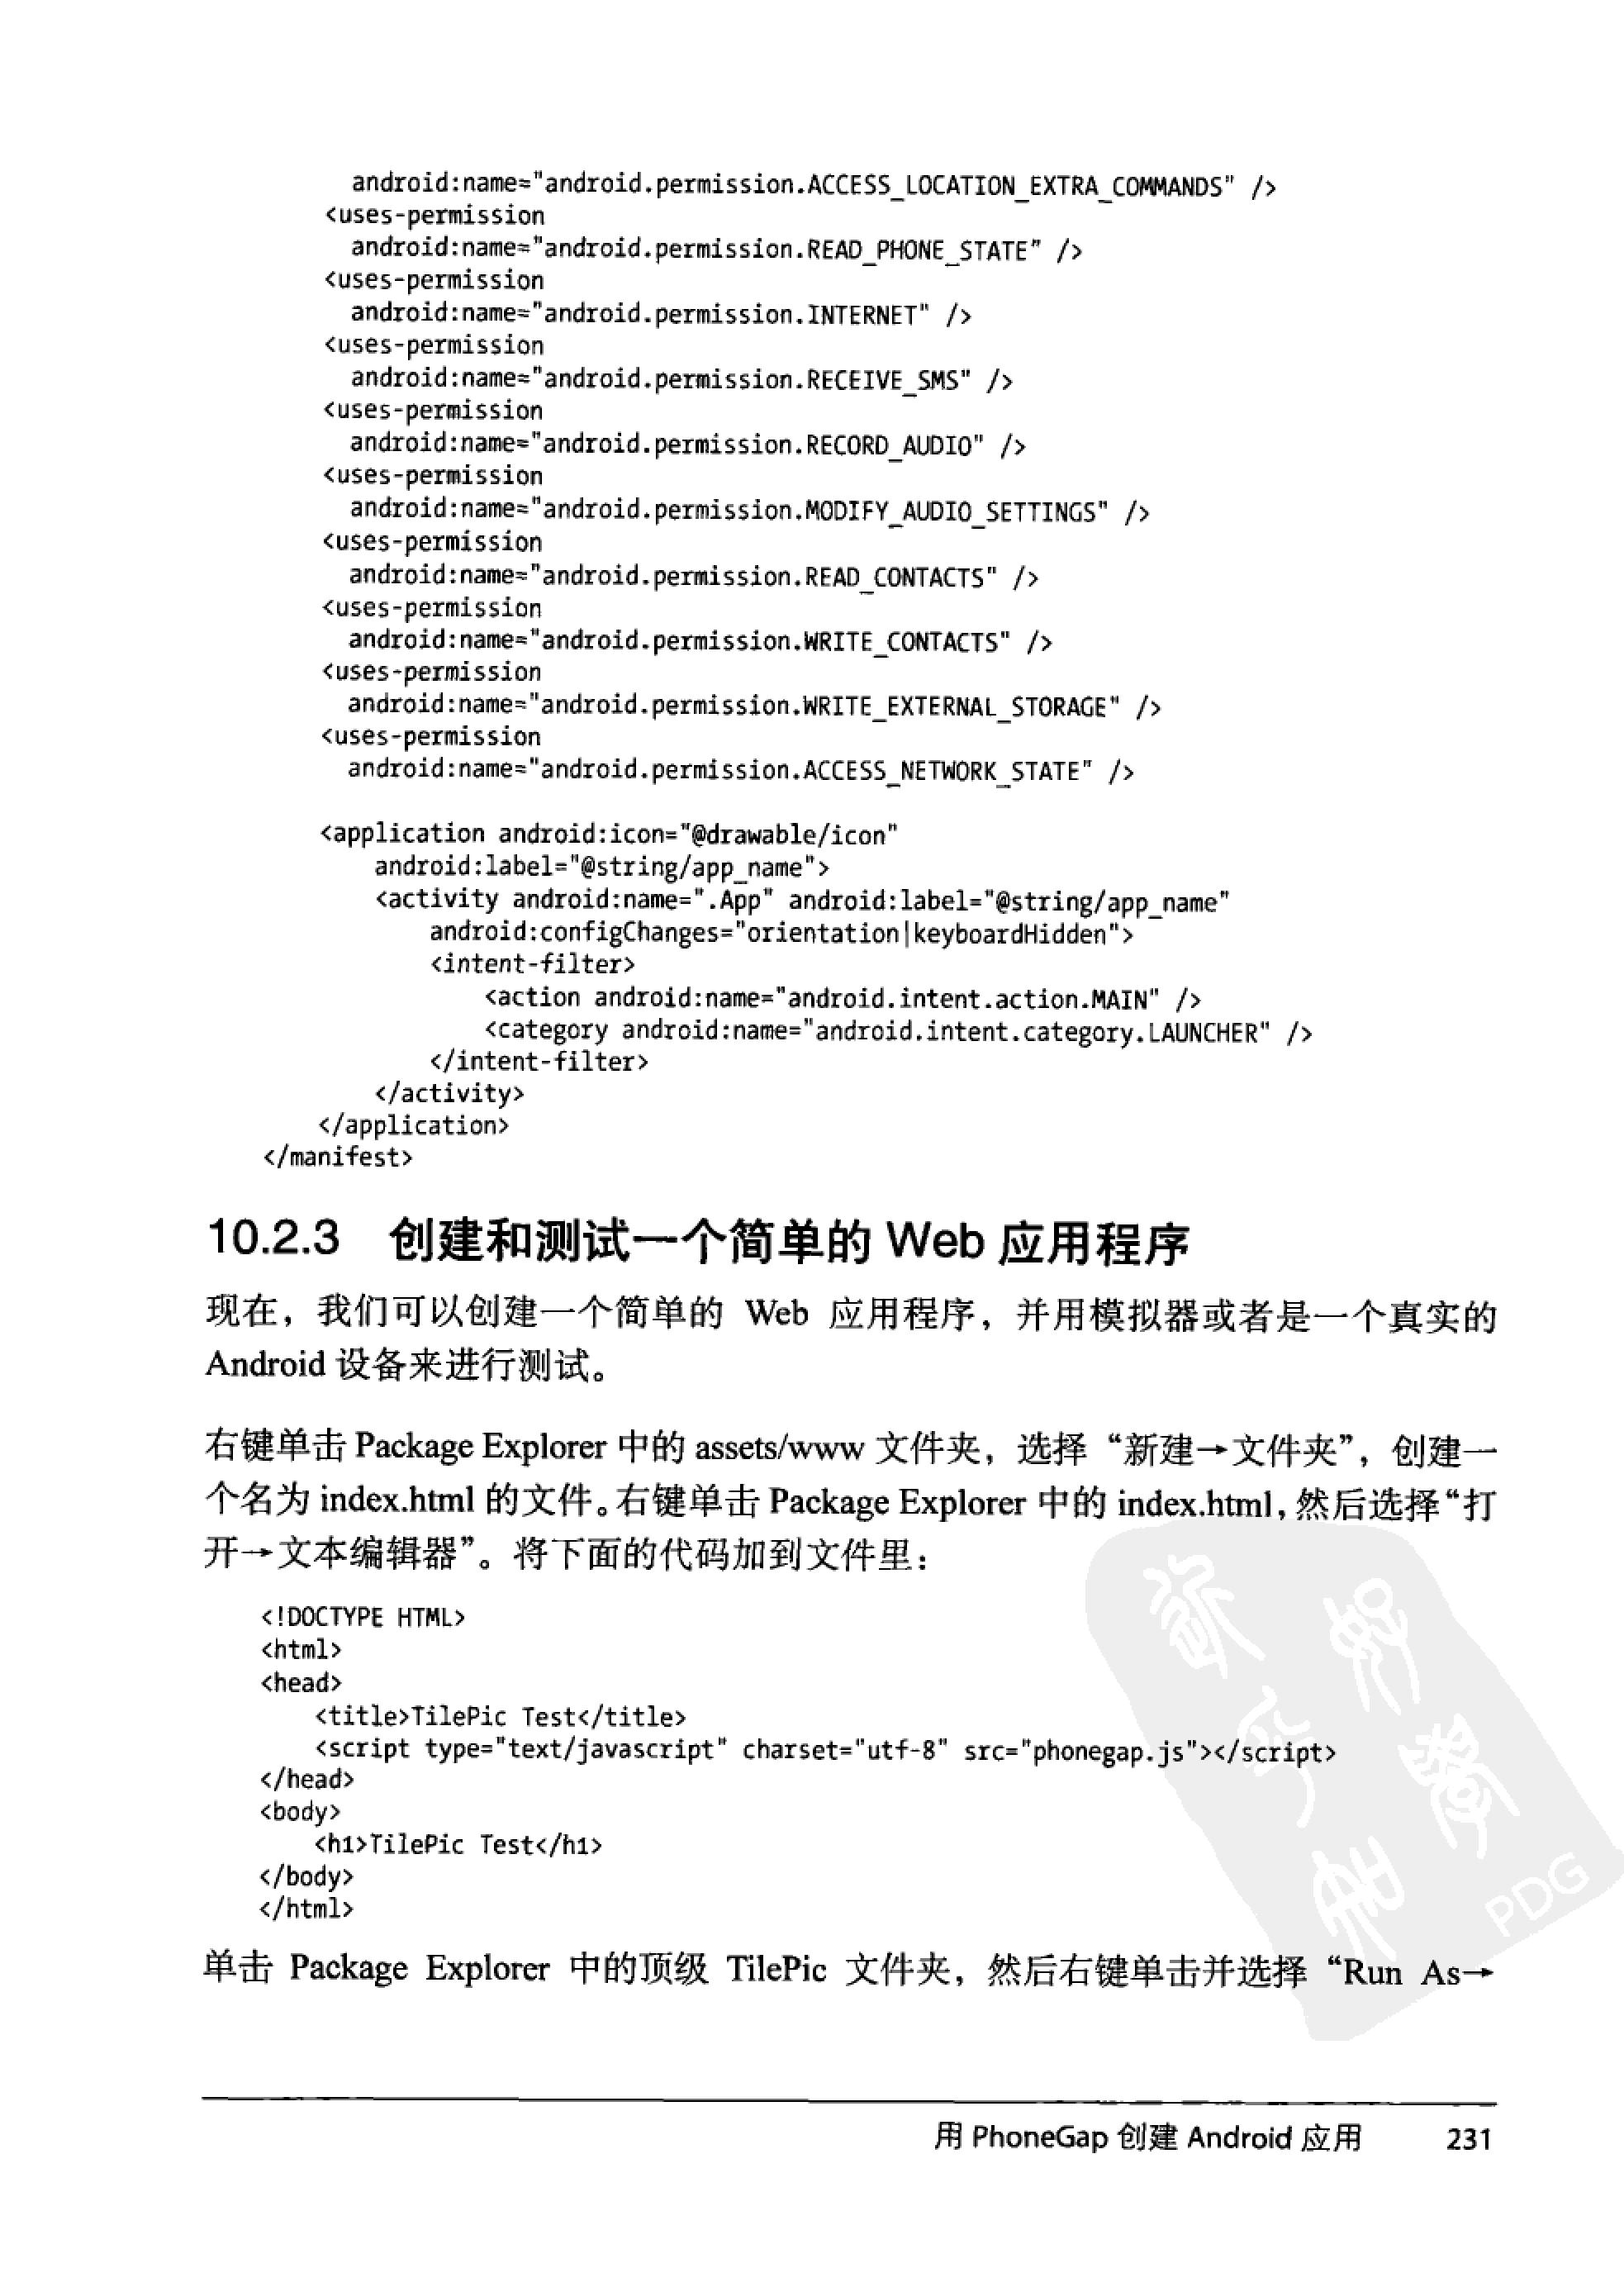 android:name="android.permission.ACCESS_LOCATION_EXTRA_COMMANDS" />
<uses-permission
android:name="android.permission.READ_PHONE_STATE" />
<uses-permission
android:name="android.permission.INTERNET" />
<uses-permission
android:name="android.permission.RECEIVE_SMS" />
<uses-permission
android:name="android.permission.RECORD_AUDIO" />
<uses-permission
android:name="android.permission.MODIFY_AUDIO_SETTINGS" />
<uses-permission
android:name="android.permission.READ_CONTACTS" />
<uses-permission
android:name="android.permission.WRITE_CONTACTS" />
<uses-permission
android:name="android.permission.WRITE_EXTERNAL_STORAGE" />
<uses-permission
android:name="android.permission.ACCESS_NETWORK_STATE" />
<application android:icon="@drawable/icon"
android:label="@string/app_name">
<activity android:name=".App" android:label="@string/app_name"
android:configChanges="orientation|keyboardHidden">
<intent-filter>
<action android:name="android.intent.action.MAIN" />
<category android:name="android.intent.category.LAUNCHER" />
</intent-filter>
</activity>
</application>
</manifest>
10.2.3 创建和测试一个简单的 Web 应用程序
现在，我们可以创建一个简单的 Web 应用程序，并用模拟器或者是一个真实的
Android 设备来进行测试。
右键单击 Package Explorer 中的 assets/www 文件夹，选择“新建→文件夹”，创建一
个名为 index.html 的文件。右键单击 Package Explorer 中的 index.html，然后选择“打
开→文本编辑器”。将下面的代码加到文件里：
<!DOCTYPE HTML>
<html>
<head>
<title>TilePic Test</title>
<script type="text/javascript" charset="utf-8" src="phonegap.js"></script>
</head>
<body>
<h1>TilePic Test</h1>
</body>
</html>
单击 Package Explorer 中的顶级 TilePic 文件夹，然后右键单击并选择“Run As→
PDG
用 PhoneGap 创建 Android 应用 231